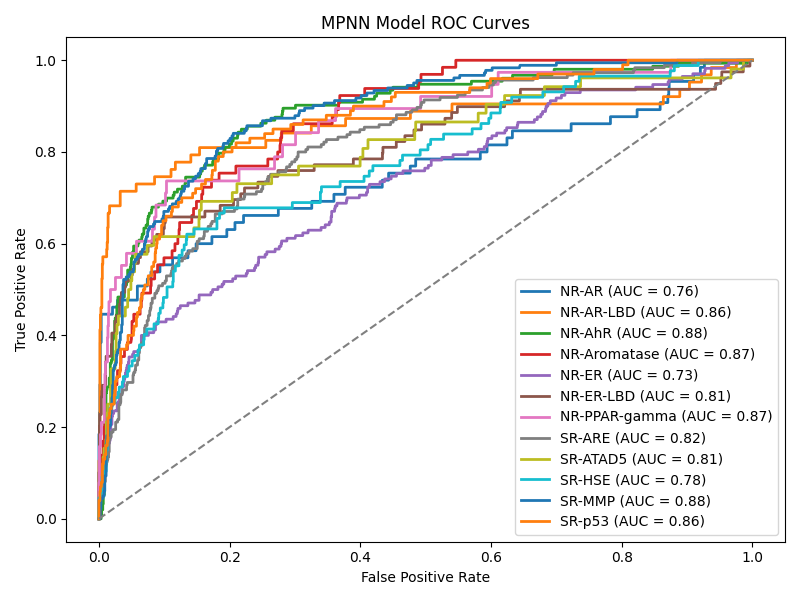 MPNN Model ROC Curves
True Positive Rate
1.0
0.8
0.6
0.4
0.2
0.0
NR-AR (AUC = 0.76)
NR-AR-LBD (AUC = 0.86)
NR-AhR (AUC = 0.88)
NR-Aromatase (AUC = 0.87)
NR-ER (AUC = 0.73)
NR-ER-LBD (AUC = 0.81)
NR-PPAR-gamma (AUC = 0.87)
SR-ARE (AUC = 0.82)
SR-ATAD5 (AUC = 0.81)
SR-HSE (AUC = 0.78)
SR-MMP (AUC = 0.88)
SR-p53 (AUC = 0.86)
0.0 0.2 0.4 0.6 0.8 1.0
False Positive Rate